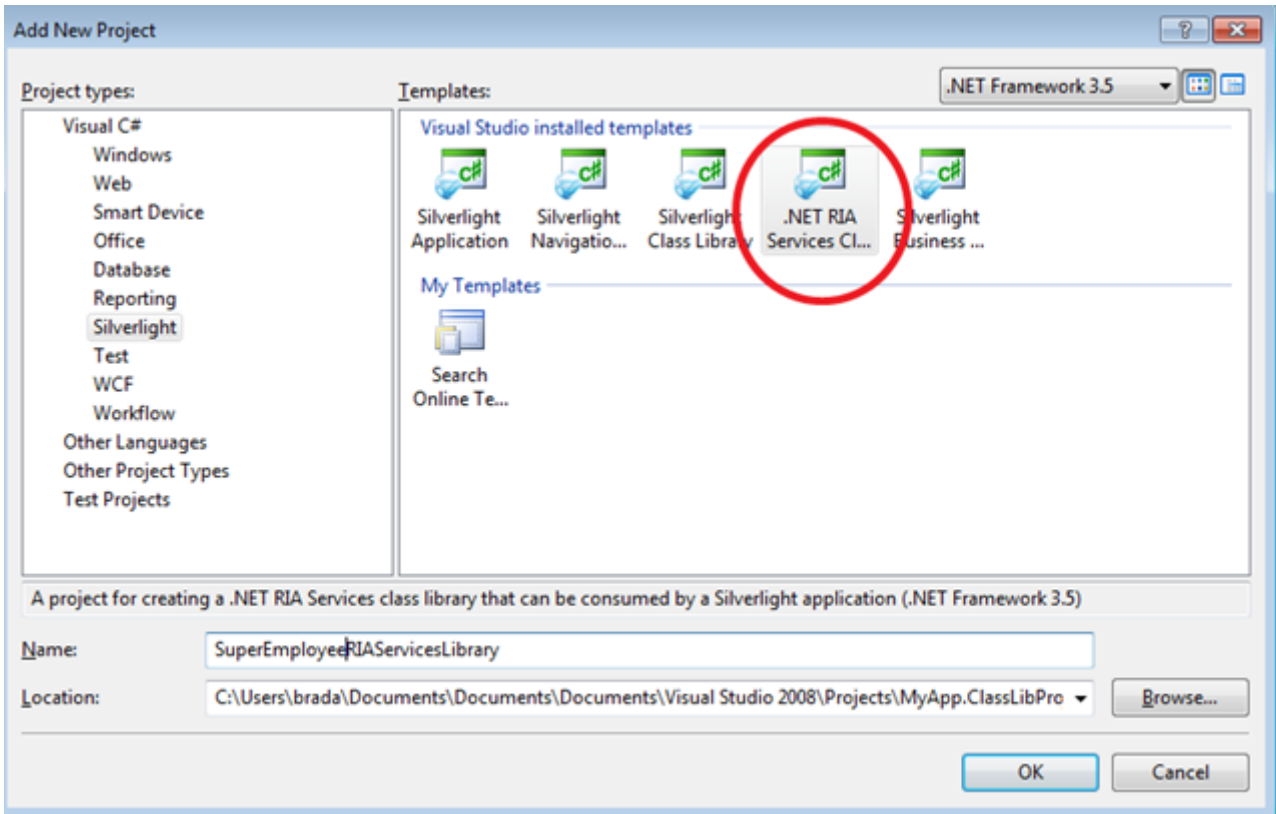 Add New Project
Project types:
Templates:
.NET Framework 3.5
Visual C#
Windows
Web
Smart Device
Office
Database
Reporting
Silverlight
Test
WCF
Workflow
Other Languages
Other Project Types
Test Projects
Visual Studio installed templates
Silverlight
Application
Silverlight
Navigatio...
Silverlight
Class Library
.NET RIA
Services Cl...
Silverlight
Business ...
My Templates
Search
Online Te...
A project for creating a .NET RIA Services class library that can be consumed by a Silverlight application (.NET Framework 3.5)
Name:
SuperEmployeeRIAServicesLibrary
Location:
C:\Users\brada\Documents\Documents\Documents\Visual Studio 2008\Projects\MyApp.ClassLibPro
Browse...
OK
Cancel